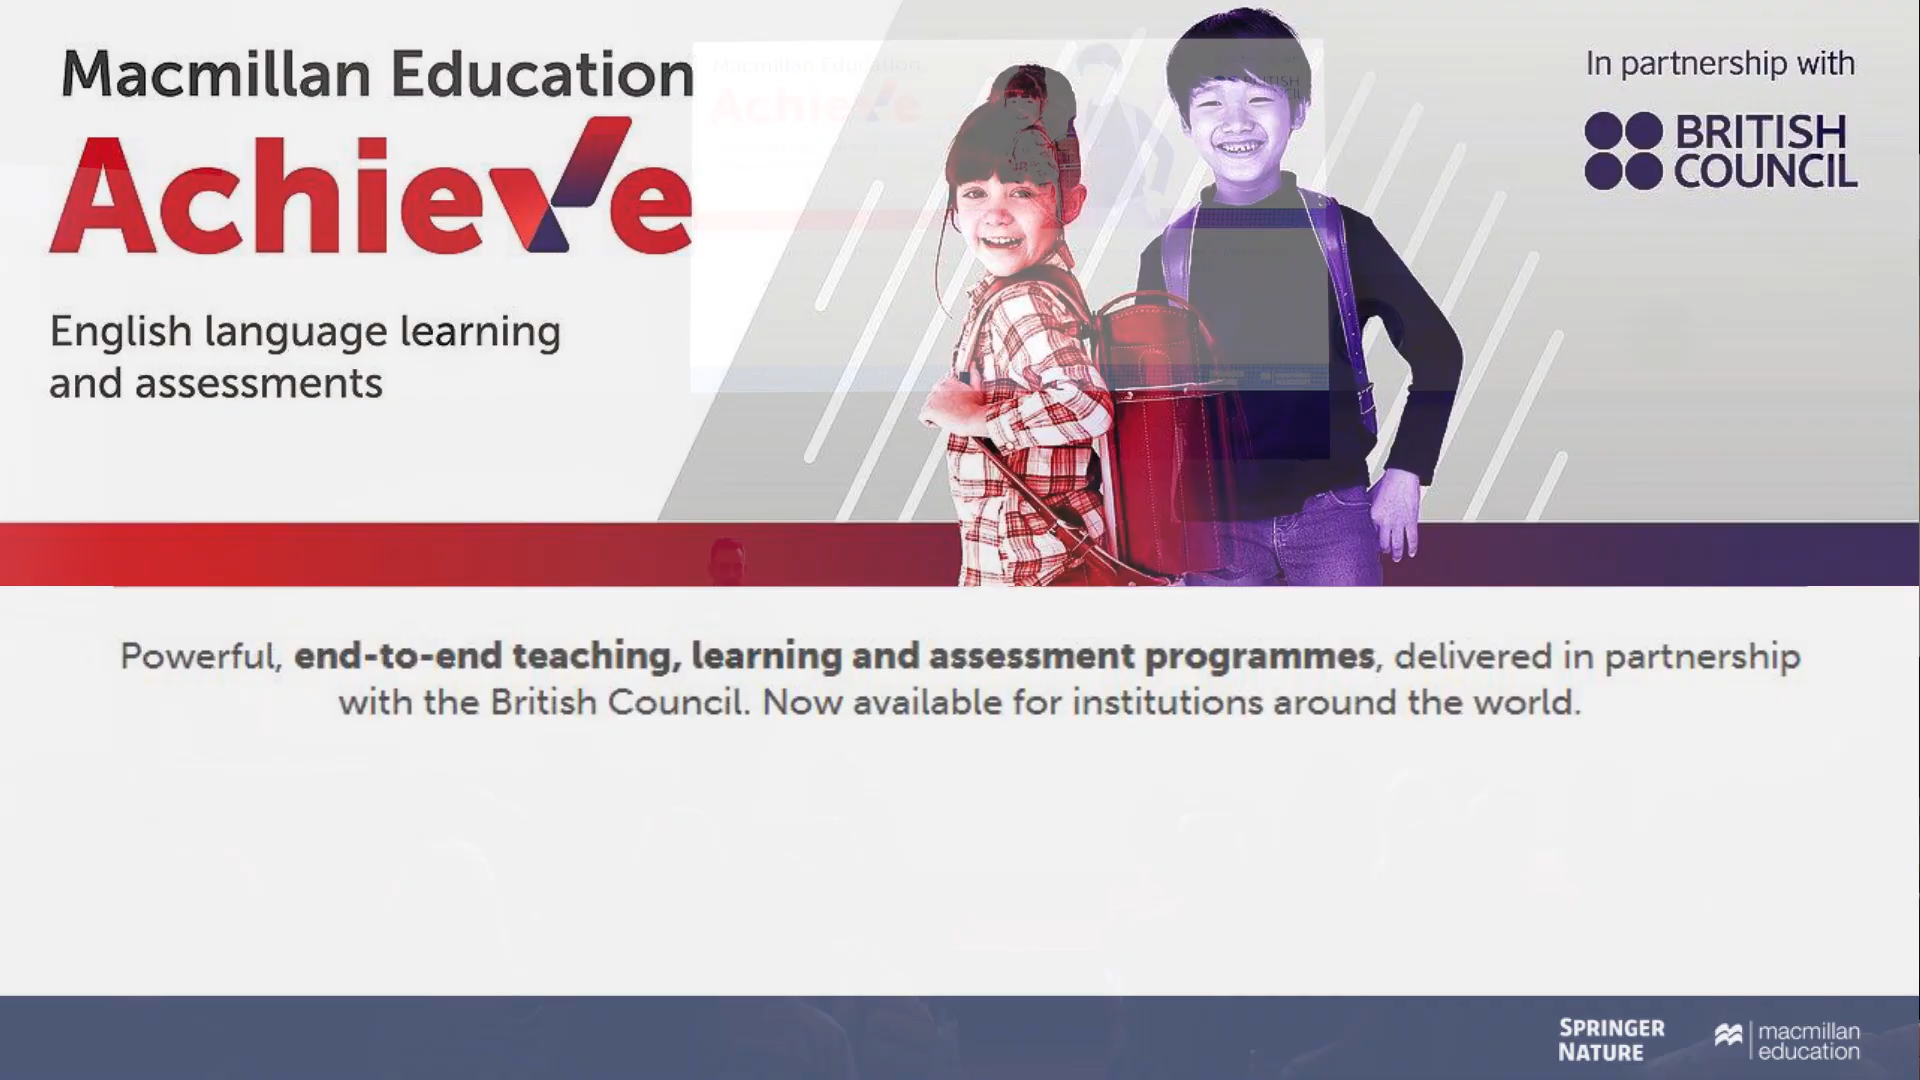 Macmillan Education
Achieve
English language learning
and assessments
In partnership with
BRITISH
COUNCIL
Powerful, end-to-end teaching, learning and assessment programmes, delivered in partnership
with the British Council. Now available for institutions around the world.
SPRINGER
NATURE
macmillan
education